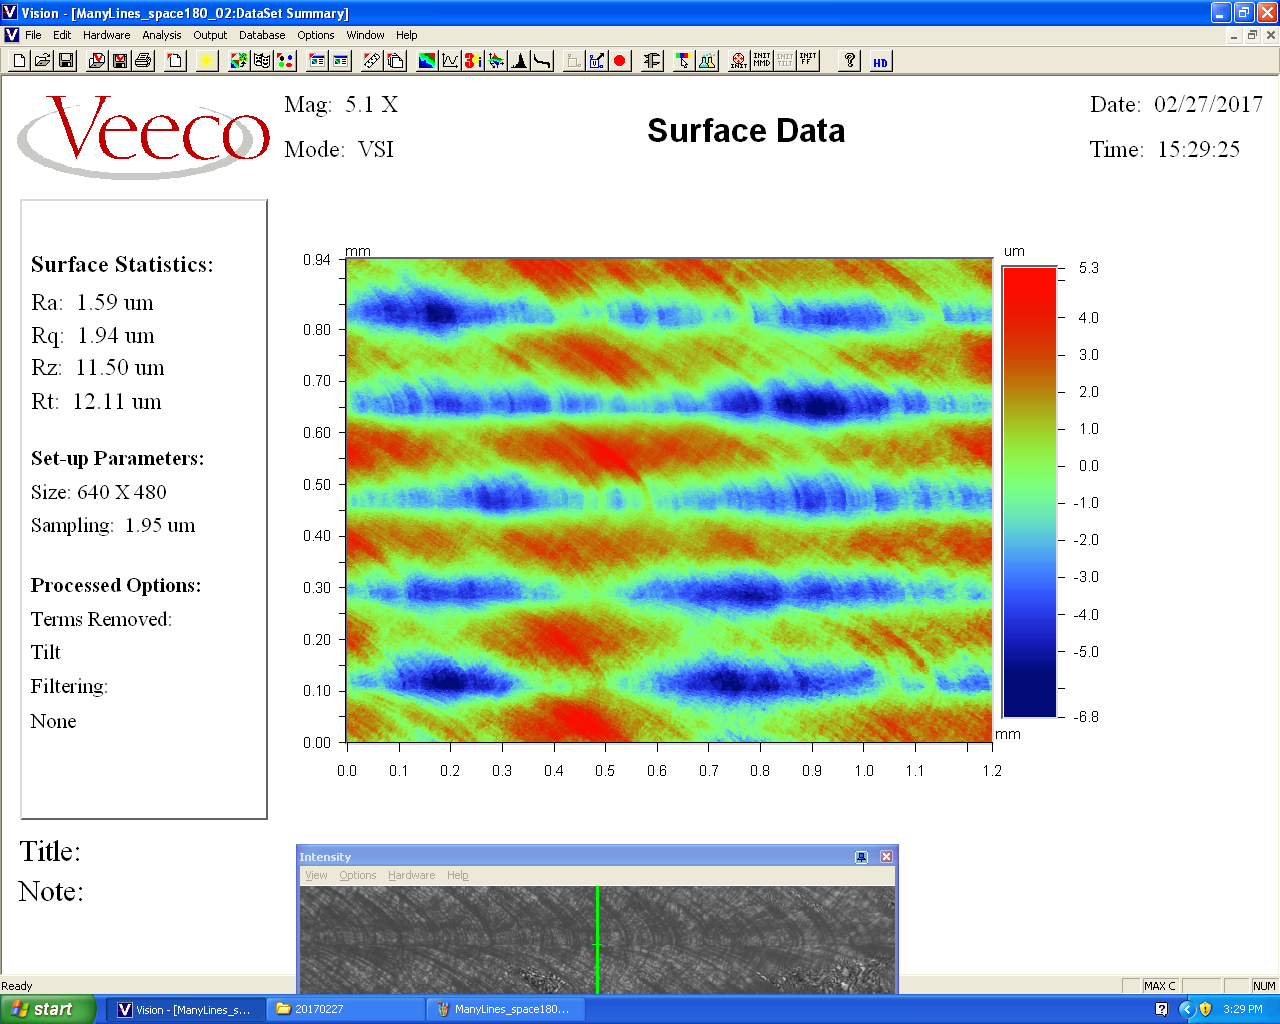 Vision - [ManyLines_space180_02:DataSet Summary]
File Edit Hardware Analysis Output Database Options Window Help
INIT INIT MMD INIT TILT INIT FF ? HD
Veeco
Mag: 5.1 X
Mode: VSI
Surface Data
Date: 02/27/2017
Time: 15:29:25
Surface Statistics:
Ra: 1.59 um
Rq: 1.94 um
Rz: 11.50 um
Rt: 12.11 um
Set-up Parameters:
Size: 640 X 480
Sampling: 1.95 um
Processed Options:
Terms Removed:
Tilt
Filtering:
None
mm
0.94
0.80
0.70
0.60
0.50
0.40
0.30
0.20
0.10
0.00
0.0 0.1 0.2 0.3 0.4 0.5 0.6 0.7 0.8 0.9 1.0 1.1 1.2
mm
um
5.3
4.0
3.0
2.0
1.0
0.0
-1.0
-2.0
-3.0
-4.0
-5.0
-6.8
Title:
Note:
Intensity
View Options Hardware Help
Ready
MAX C NUM
start
Vision - [ManyLines_s...
20170227
ManyLines_space180...
3:29 PM